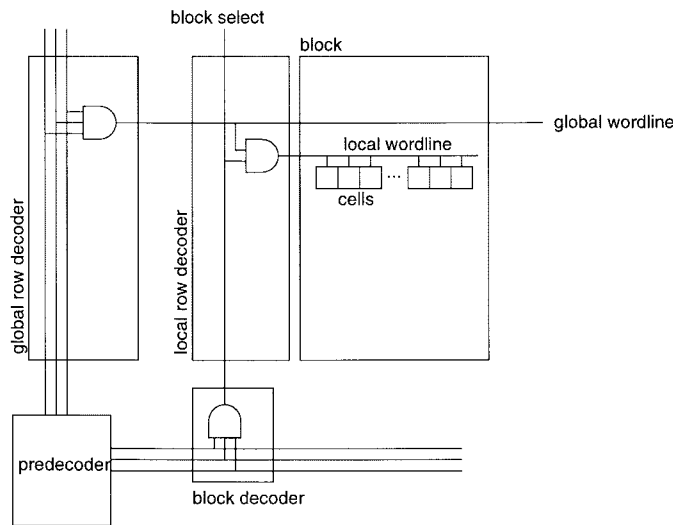 block select
block
global wordline
local wordline
...
cells
global row decoder
local row decoder
predecoder
block decoder